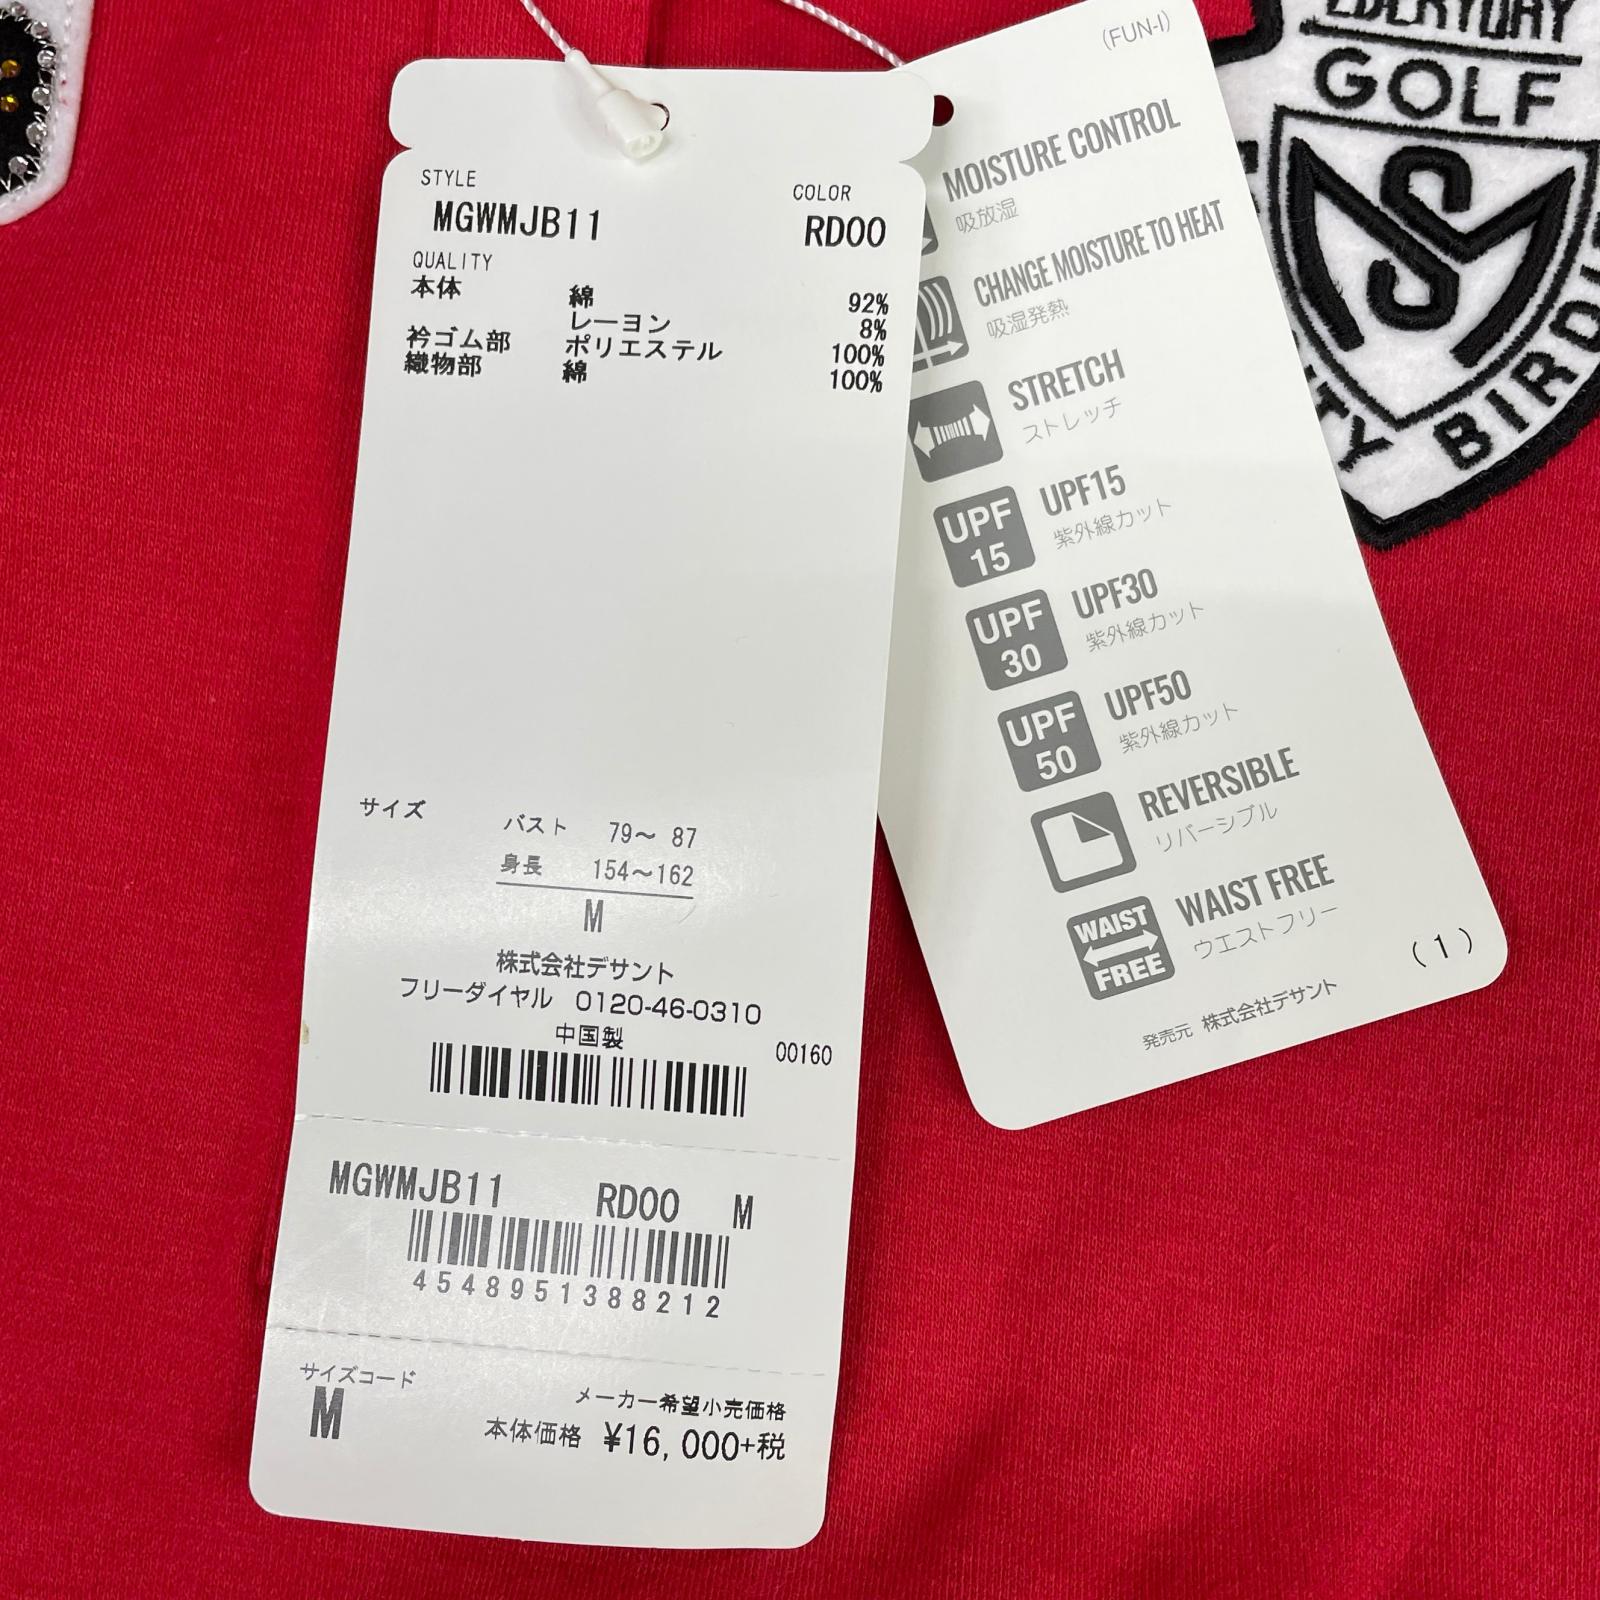 STYLE
COLOR
MGWMJB11
RD00
QUALITY
本体 綿 92%
レーヨン 8%
衿ゴム部 ポリエステル 100%
織物部 綿 100%
サイズ
バスト 79～ 87
身長 154～162
M
株式会社デサント
フリーダイヤル 0120-46-0310
中国製
00160
MGWMJB11 RD00 M
4548951388212
サイズコード
M
メーカー希望小売価格
本体価格 ¥16,000+税
(FUN-I)
MOISTURE CONTROL
吸放湿
CHANGE MOISTURE TO HEAT
吸湿発熱
STRETCH
ストレッチ
UPF 15
UPF15
紫外線カット
UPF 30
UPF30
紫外線カット
UPF 50
UPF50
紫外線カット
REVERSIBLE
リバーシブル
WAIST FREE
WAIST FREE
ウエストフリー
(1)
発売元 株式会社デサント
EVERYDAY
GOLF
SM